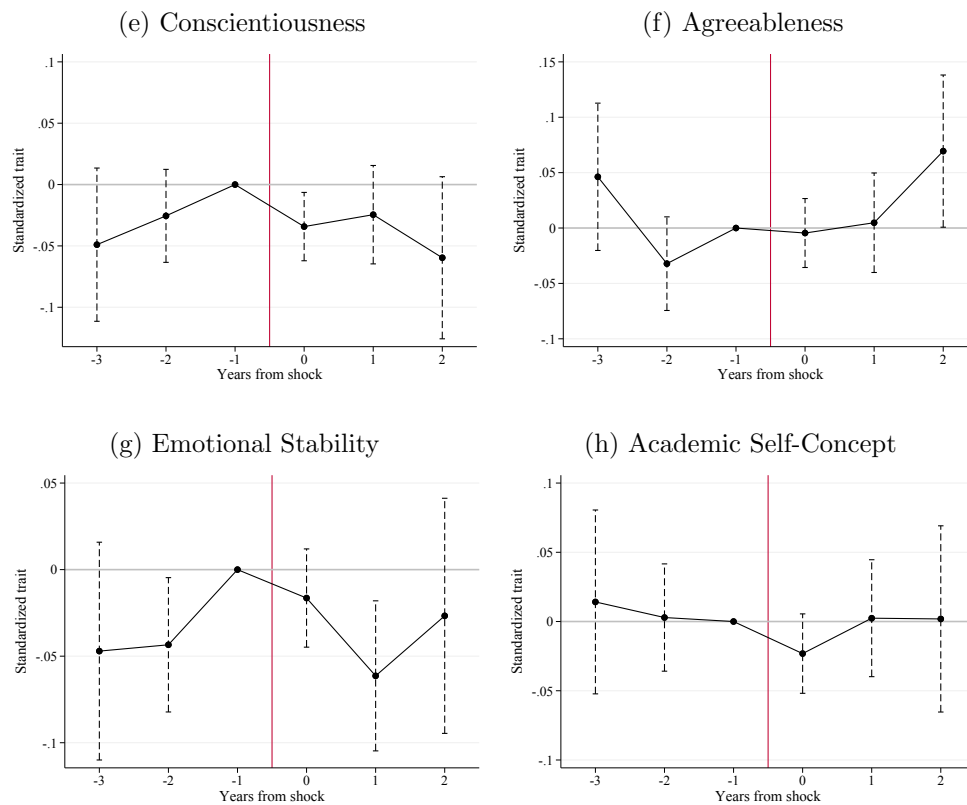 (e) Conscientiousness
.1
.05
0
-.05
-.1
Standardized trait
-3 -2 -1 0 1 2
Years from shock
(f) Agreeableness
.15
.1
.05
0
-.05
-.1
Standardized trait
-3 -2 -1 0 1 2
Years from shock
(g) Emotional Stability
.05
0
-.05
-.1
Standardized trait
-3 -2 -1 0 1 2
Years from shock
(h) Academic Self-Concept
.1
.05
0
-.05
-.1
Standardized trait
-3 -2 -1 0 1 2
Years from shock